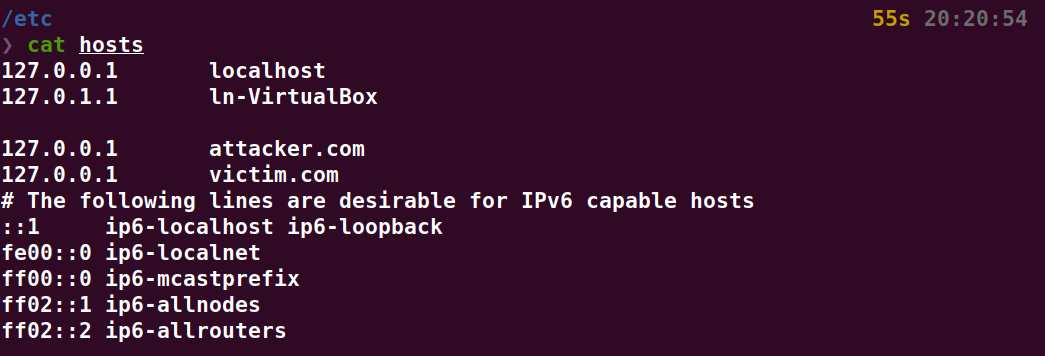 /etc 55s 20:20:54
❯ cat hosts
127.0.0.1       localhost
127.0.1.1       ln-VirtualBox

127.0.0.1       attacker.com
127.0.0.1       victim.com
# The following lines are desirable for IPv6 capable hosts
::1     ip6-localhost ip6-loopback
fe00::0 ip6-localnet
ff00::0 ip6-mcastprefix
ff02::1 ip6-allnodes
ff02::2 ip6-allrouters